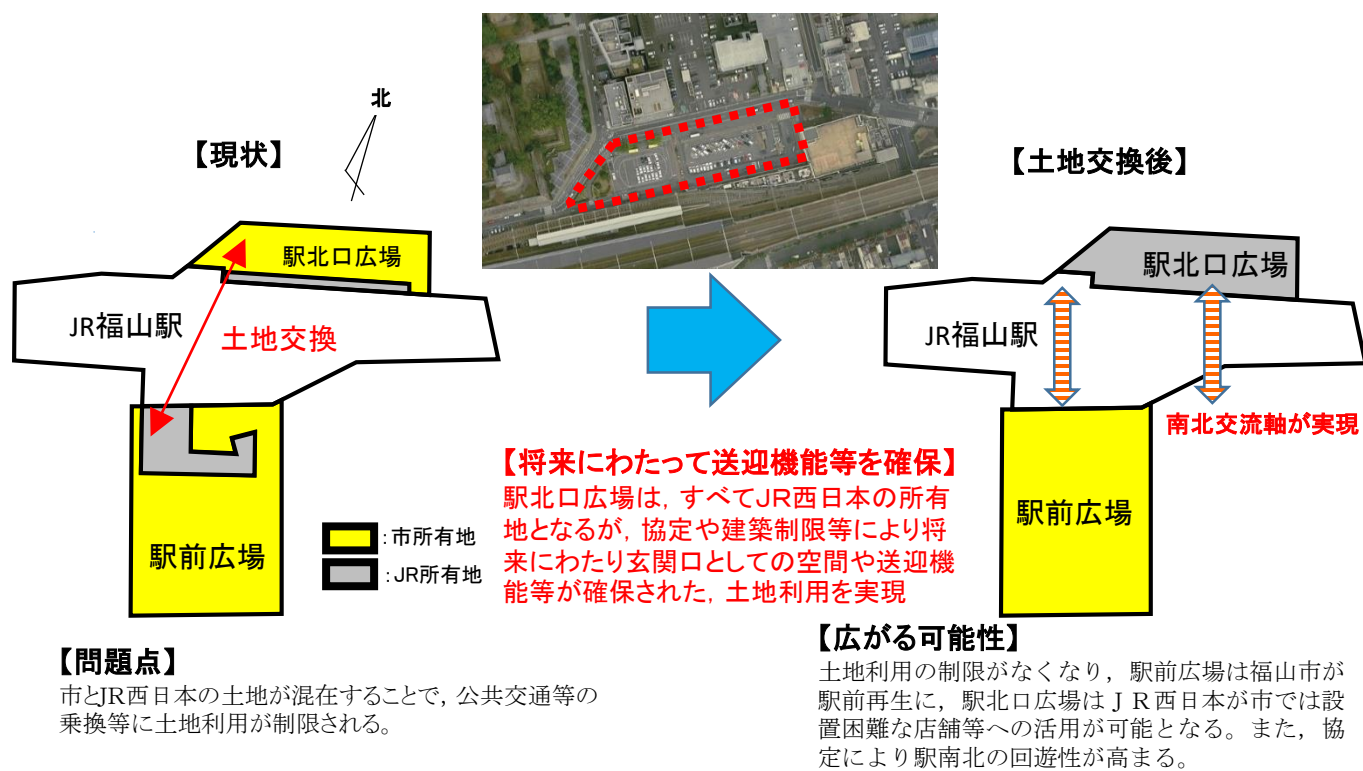 【現状】
北
駅北口広場
JR福山駅
土地交換
駅前広場
:市所有地
:JR所有地
【問題点】
市とJR西日本の土地が混在することで，公共交通等の
乗換等に土地利用が制限される。
【将来にわたって送迎機能等を確保】
駅北口広場は，すべてJR西日本の所有
地となるが，協定や建築制限等により将
来にわたり玄関口としての空間や送迎機
能等が確保された，土地利用を実現
【土地交換後】
駅北口広場
JR福山駅
南北交流軸が実現
駅前広場
【広がる可能性】
土地利用の制限がなくなり，駅前広場は福山市が
駅前再生に，駅北口広場はＪＲ西日本が市では設
置困難な店舗等への活用が可能となる。また，協
定により駅南北の回遊性が高まる。